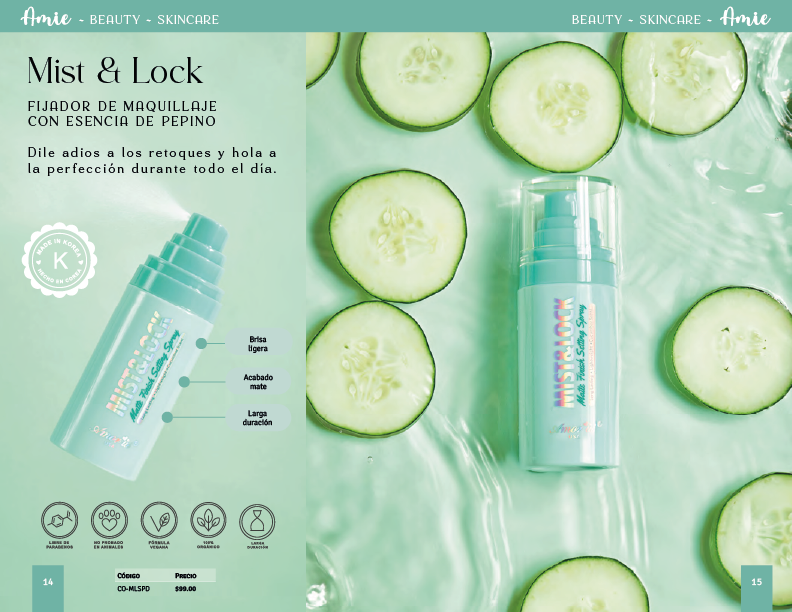 Amie ~ BEAUTY ~ SKINCARE
BEAUTY ~ SKINCARE ~ Amie
Mist & Lock
FIJADOR DE MAQUILLAJE
CON ESENCIA DE PEPINO
Dile adios a los retoques y hola a
la perfección durante todo el día.
MADE IN KOREA
K
HECHO EN COREA
MIST&LOCK
Matte Finish Setting Spray
Brisa
ligera
Acabado
mate
Larga
duración
MIST&LOCK
Matte Finish Setting Spray
LIBRE DE
PARABENOS
NO PROBADO
EN ANIMALES
FÓRMULA
VEGANA
100%
ORGÁNICO
LARGA
DURACIÓN
CÓDIGO PRECIO
CO-MLSPD $99.00
14
15